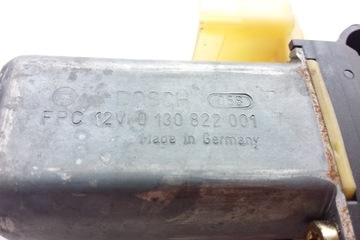 BOSCH
FPC 12V. 0 130 822 001
Made in Germany